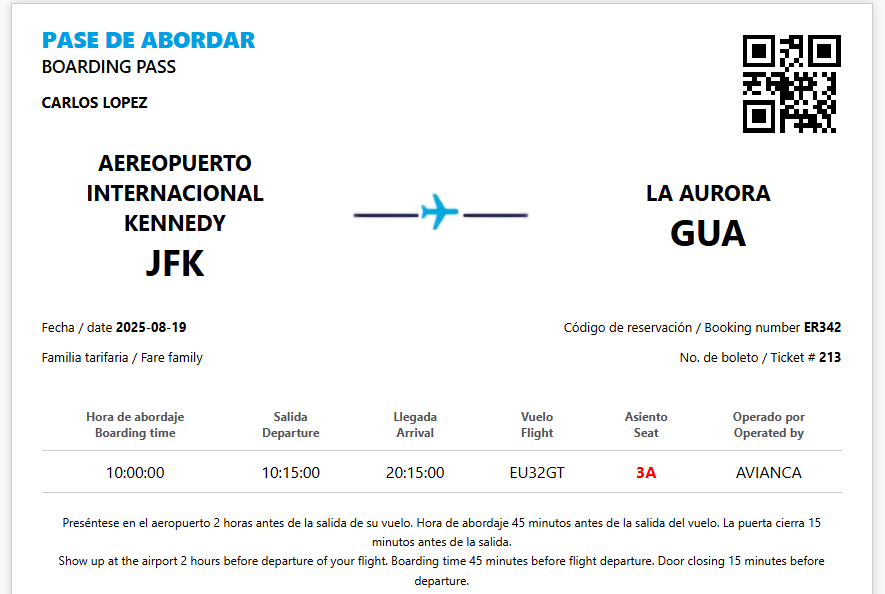 PASE DE ABORDAR
BOARDING PASS
CARLOS LOPEZ
AEREOPUERTO
INTERNACIONAL
KENNEDY
JFK
LA AURORA
GUA
Fecha / date 2025-08-19
Código de reservación / Booking number ER342
Familia tarifaria / Fare family
No. de boleto / Ticket # 213
Hora de abordaje Salida Llegada Vuelo Asiento Operado por
Boarding time Departure Arrival Flight Seat Operated by
10:00:00 10:15:00 20:15:00 EU32GT 3A AVIANCA
Preséntese en el aeropuerto 2 horas antes de la salida de su vuelo. Hora de abordaje 45 minutos antes de la salida del vuelo. La puerta cierra 15
minutos antes de la salida.
Show up at the airport 2 hours before departure of your flight. Boarding time 45 minutes before flight departure. Door closing 15 minutes before
departure.